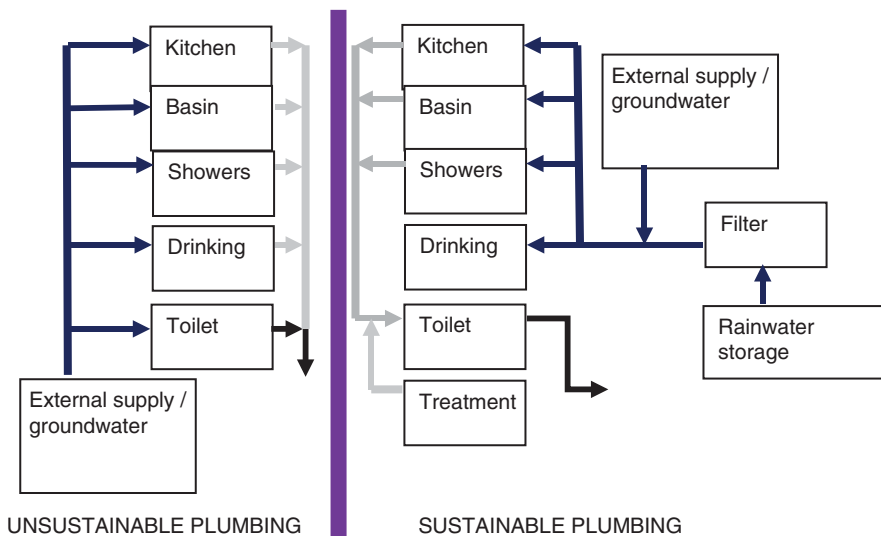 Kitchen
Basin
Showers
Drinking
Toilet
External supply /
groundwater
UNSUSTAINABLE PLUMBING
Kitchen
Basin
Showers
Drinking
Toilet
Treatment
External supply /
groundwater
Filter
Rainwater
storage
SUSTAINABLE PLUMBING